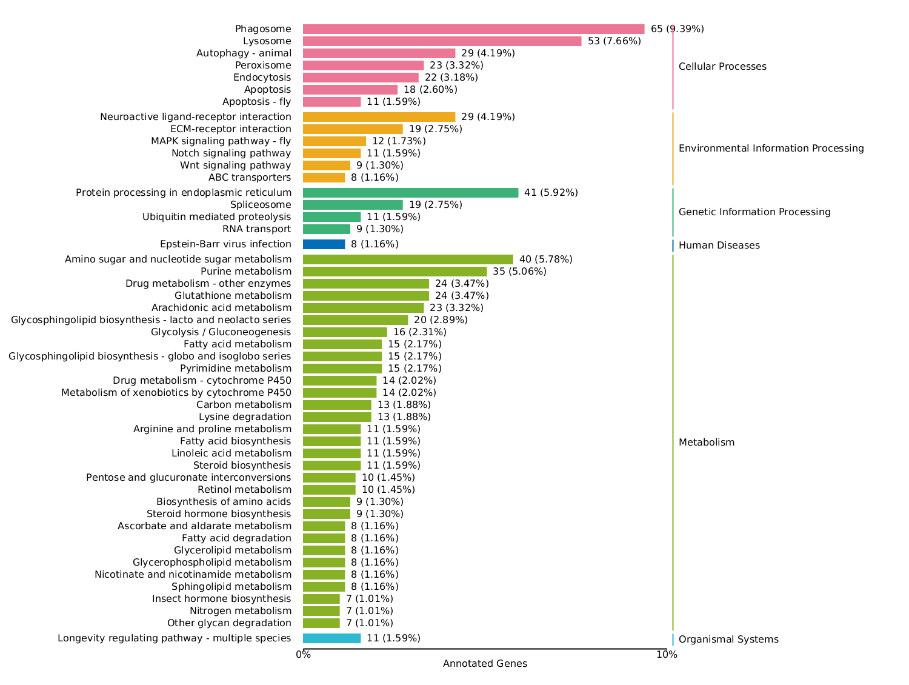 Phagosome 65 (9.39%)
Lysosome 53 (7.66%)
Autophagy - animal 29 (4.19%)
Peroxisome 23 (3.32%)
Cellular Processes
Endocytosis 22 (3.18%)
Apoptosis 18 (2.60%)
Apoptosis - fly 11 (1.59%)
Neuroactive ligand-receptor interaction 29 (4.19%)
ECM-receptor interaction 19 (2.75%)
MAPK signaling pathway - fly 12 (1.73%)
Environmental Information Processing
Notch signaling pathway 11 (1.59%)
Wnt signaling pathway 9 (1.30%)
ABC transporters 8 (1.16%)
Protein processing in endoplasmic reticulum 41 (5.92%)
Spliceosome 19 (2.75%)
Genetic Information Processing
Ubiquitin mediated proteolysis 11 (1.59%)
RNA transport 9 (1.30%)
Epstein-Barr virus infection 8 (1.16%)
Human Diseases
Amino sugar and nucleotide sugar metabolism 40 (5.78%)
Purine metabolism 35 (5.06%)
Drug metabolism - other enzymes 24 (3.47%)
Glutathione metabolism 24 (3.47%)
Arachidonic acid metabolism 23 (3.32%)
Glycosphingolipid biosynthesis - lacto and neolacto series 20 (2.89%)
Glycolysis / Gluconeogenesis 16 (2.31%)
Fatty acid metabolism 15 (2.17%)
Glycosphingolipid biosynthesis - globo and isoglobo series 15 (2.17%)
Pyrimidine metabolism 15 (2.17%)
Drug metabolism - cytochrome P450 14 (2.02%)
Metabolism of xenobiotics by cytochrome P450 14 (2.02%)
Carbon metabolism 13 (1.88%)
Lysine degradation 13 (1.88%)
Arginine and proline metabolism 11 (1.59%)
Fatty acid biosynthesis 11 (1.59%)
Metabolism
Linoleic acid metabolism 11 (1.59%)
Steroid biosynthesis 11 (1.59%)
Pentose and glucuronate interconversions 10 (1.45%)
Retinol metabolism 10 (1.45%)
Biosynthesis of amino acids 9 (1.30%)
Steroid hormone biosynthesis 9 (1.30%)
Ascorbate and aldarate metabolism 8 (1.16%)
Fatty acid degradation 8 (1.16%)
Glycerolipid metabolism 8 (1.16%)
Glycerophospholipid metabolism 8 (1.16%)
Nicotinate and nicotinamide metabolism 8 (1.16%)
Sphingolipid metabolism 8 (1.16%)
Insect hormone biosynthesis 7 (1.01%)
Nitrogen metabolism 7 (1.01%)
Other glycan degradation 7 (1.01%)
Longevity regulating pathway - multiple species 11 (1.59%)
Organismal Systems
0% 10%
Annotated Genes